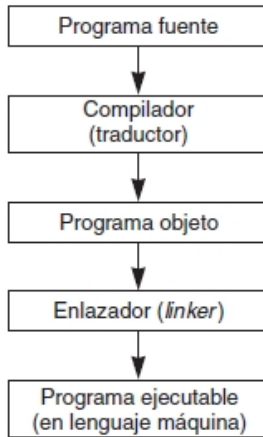 Programa fuente
Compilador
(traductor)
Programa objeto
Enlazador (linker)
Programa ejecutable
(en lenguaje máquina)